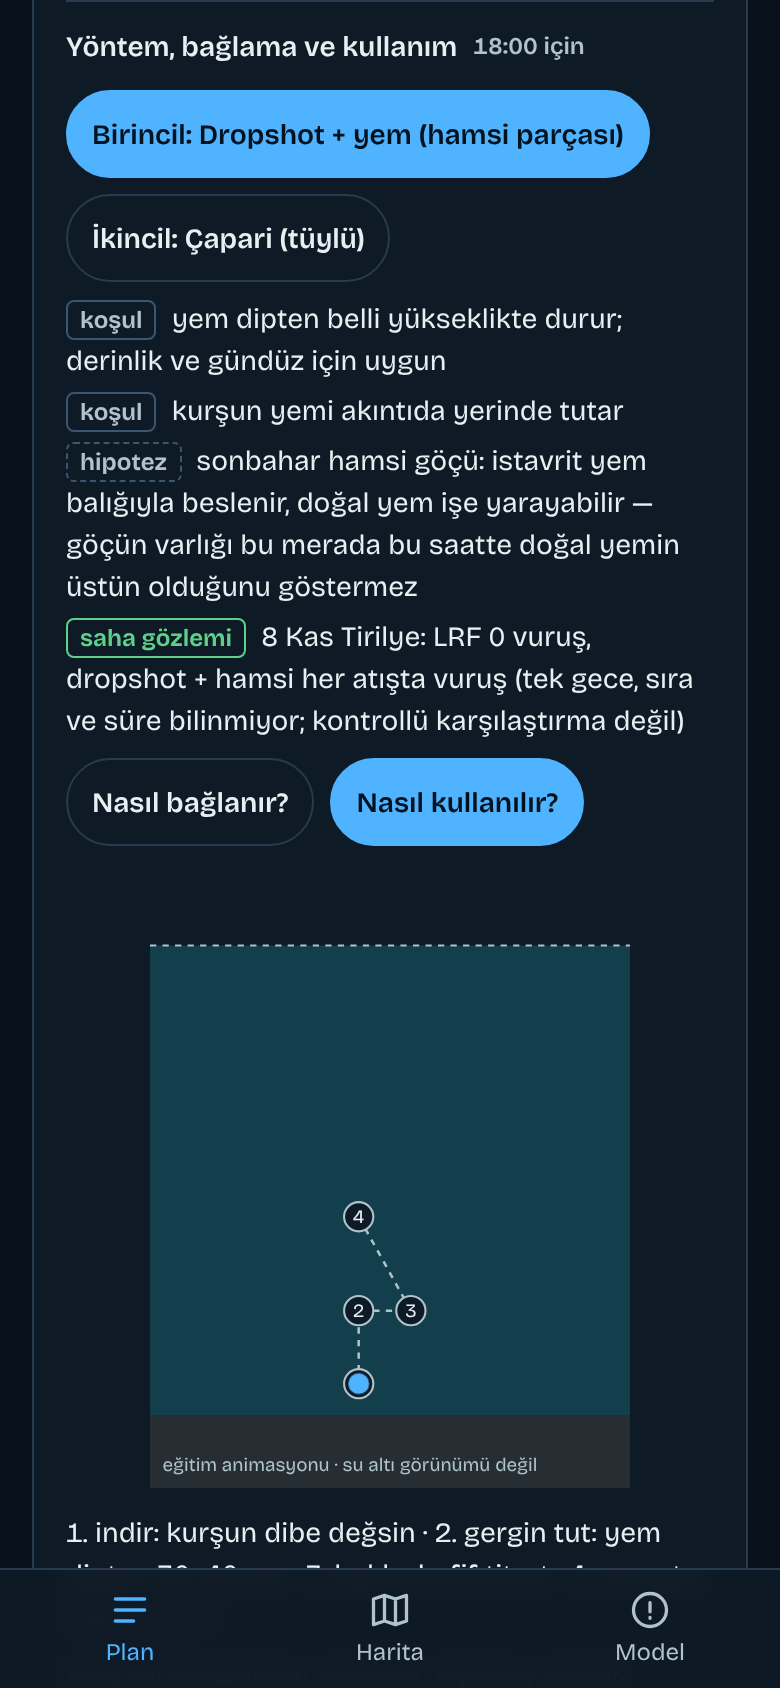 Yöntem, bağlama ve kullanım 18:00 için
Birincil: Dropshot + yem (hamsi parçası)
İkincil: Çapari (tüylü)
koşul yem dipten belli yükseklikte durur;
derinlik ve gündüz için uygun
koşul kurşun yemi akıntıda yerinde tutar
hipotez sonbahar hamsi göçü: istavrit yem
balığıyla beslenir, doğal yem işe yarayabilir —
göçün varlığı bu merada bu saatte doğal yemin
üstün olduğunu göstermez
saha gözlemi 8 Kas Tirilye: LRF 0 vuruş,
dropshot + hamsi her atışta vuruş (tek gece, sıra
ve süre bilinmiyor; kontrollü karşılaştırma değil)
Nasıl bağlanır? Nasıl kullanılır?
4
2 3
eğitim animasyonu · su altı görünümü değil
1. indir: kurşun dibe değsin · 2. gergin tut: yem
Plan Harita Model